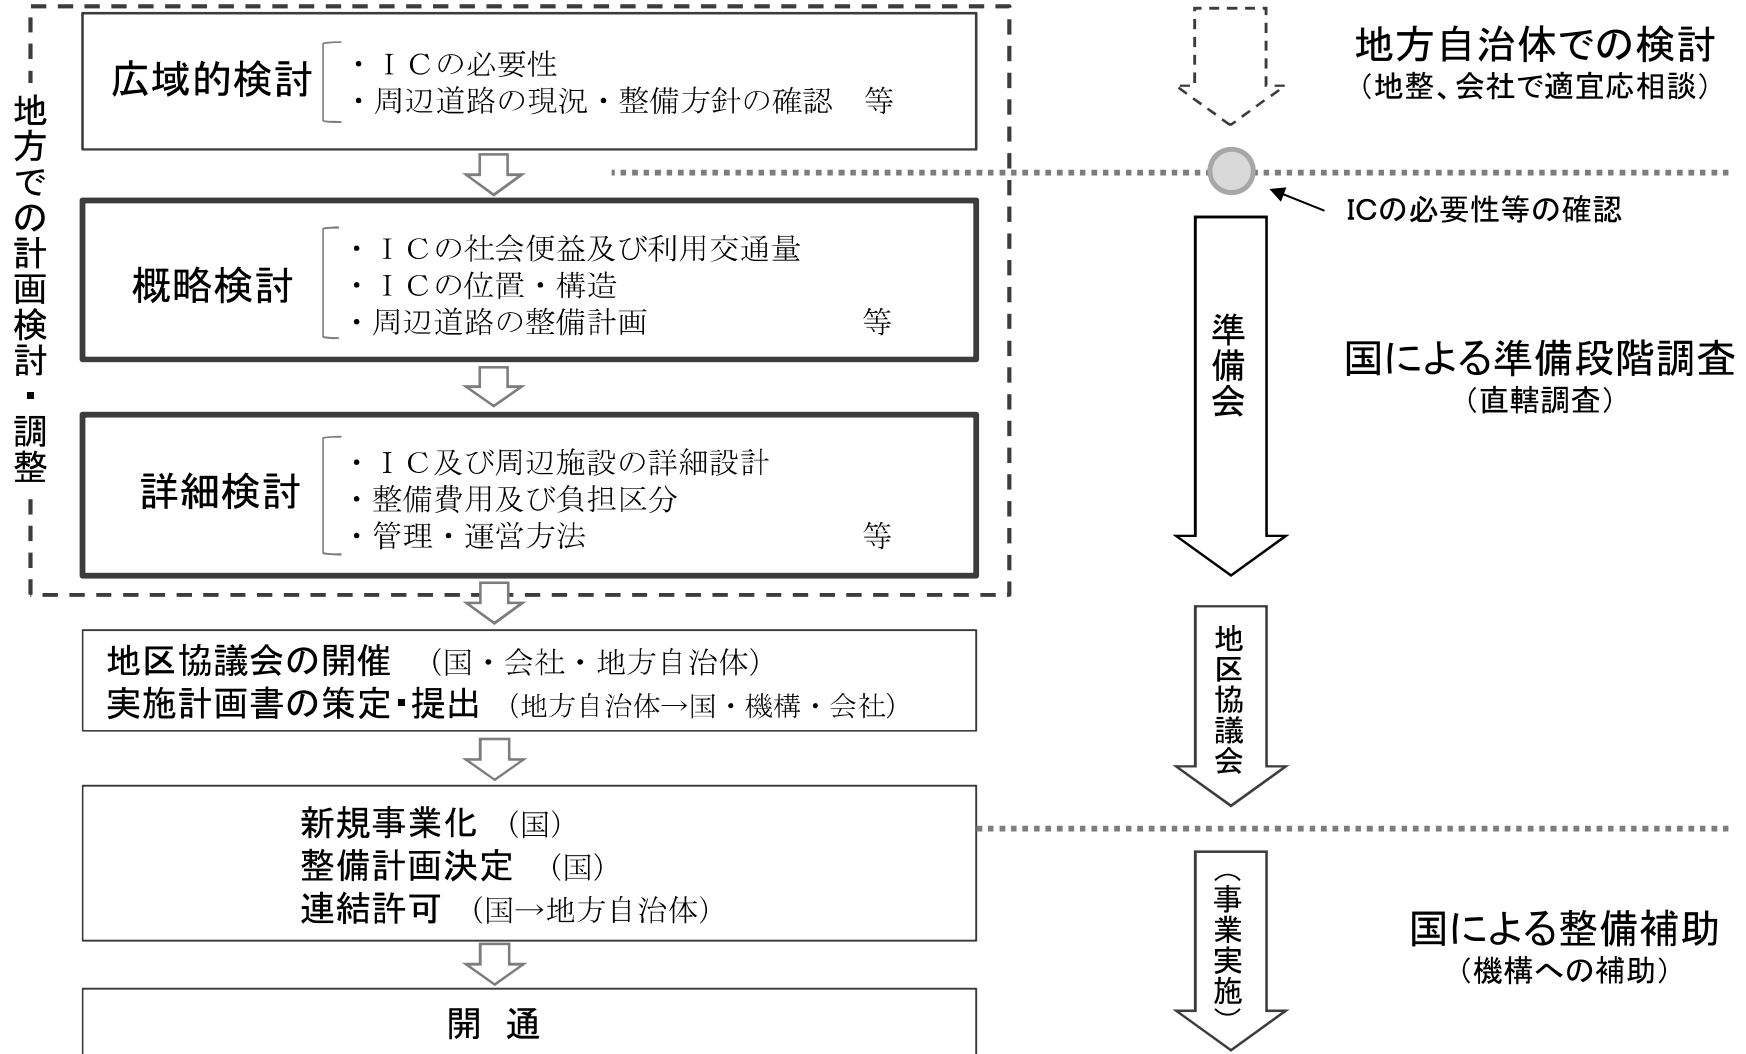 地方での計画検討・調整
広域的検討
・ＩＣの必要性
・周辺道路の現況・整備方針の確認　等
概略検討
・ＩＣの社会便益及び利用交通量
・ＩＣの位置・構造
・周辺道路の整備計画　等
詳細検討
・ＩＣ及び周辺施設の詳細設計
・整備費用及び負担区分
・管理・運営方法　等
地区協議会の開催　（国・会社・地方自治体）
実施計画書の策定・提出　（地方自治体→国・機構・会社）
新規事業化　（国）
整備計画決定　（国）
連結許可　（国→地方自治体）
開　通
地方自治体での検討
（地整、会社で適宜応相談）
ICの必要性等の確認
準備会
国による準備段階調査
（直轄調査）
地区協議会
（事業実施）
国による整備補助
（機構への補助）